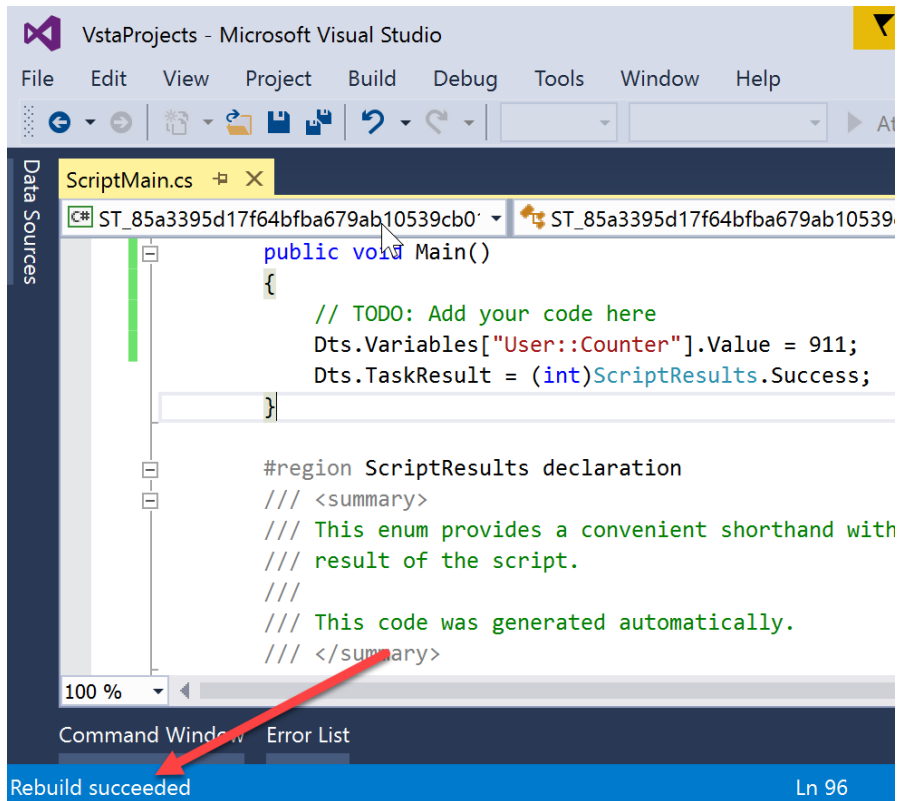 VstaProjects - Microsoft Visual Studio
File Edit View Project Build Debug Tools Window Help
Data Sources
ScriptMain.cs
C# ST_85a3395d17f64bfba679ab10539cb01 ST_85a3395d17f64bfba679ab10539
public void Main()
{
// TODO: Add your code here
Dts.Variables["User::Counter"].Value = 911;
Dts.TaskResult = (int)ScriptResults.Success;
}
#region ScriptResults declaration
/// <summary>
/// This enum provides a convenient shorthand with
/// result of the script.
///
/// This code was generated automatically.
/// </summary>
100 %
Command Window Error List
Rebuild succeeded Ln 96